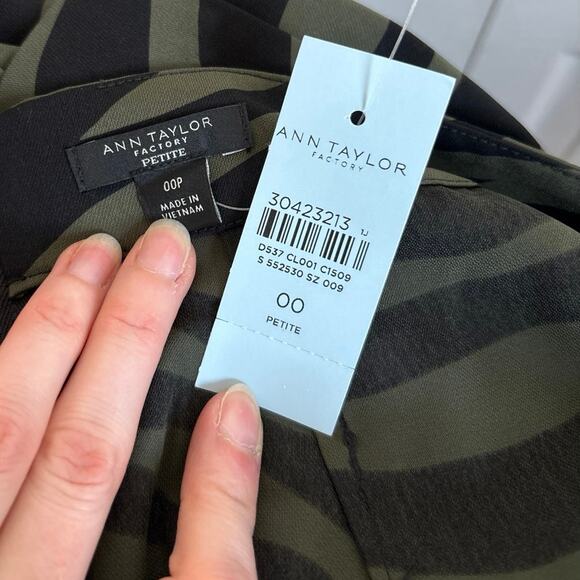 ANN TAYLOR
FACTORY
PETITE
00P
MADE IN
VIETNAM
ANN TAYLOR
FACTORY
30423213 1J
D537 CL001 C1509
S 552530 SZ 009
00
PETITE